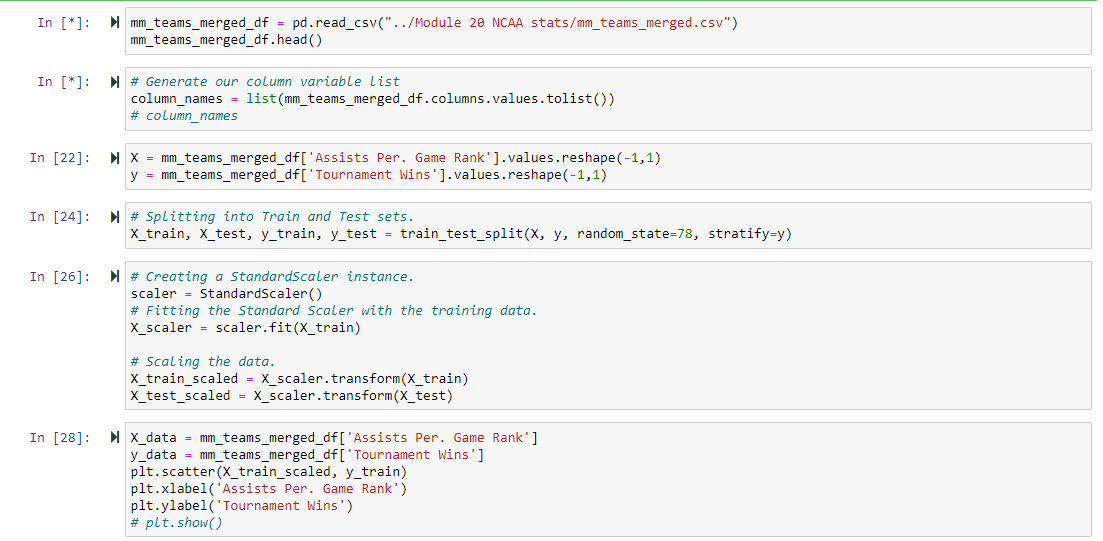 In [*]: mm_teams_merged_df = pd.read_csv("../Module 20 NCAA stats/mm_teams_merged.csv")
mm_teams_merged_df.head()
In [*]: # Generate our column variable list
column_names = list(mm_teams_merged_df.columns.values.tolist())
# column_names
In [22]: X = mm_teams_merged_df['Assists Per. Game Rank'].values.reshape(-1,1)
y = mm_teams_merged_df['Tournament Wins'].values.reshape(-1,1)
In [24]: # Splitting into Train and Test sets.
X_train, X_test, y_train, y_test = train_test_split(X, y, random_state=78, stratify=y)
In [26]: # Creating a StandardScaler instance.
scaler = StandardScaler()
# Fitting the Standard Scaler with the training data.
X_scaler = scaler.fit(X_train)
# Scaling the data.
X_train_scaled = X_scaler.transform(X_train)
X_test_scaled = X_scaler.transform(X_test)
In [28]: X_data = mm_teams_merged_df['Assists Per. Game Rank']
y_data = mm_teams_merged_df['Tournament Wins']
plt.scatter(X_train_scaled, y_train)
plt.xlabel('Assists Per. Game Rank')
plt.ylabel('Tournament Wins')
# plt.show()